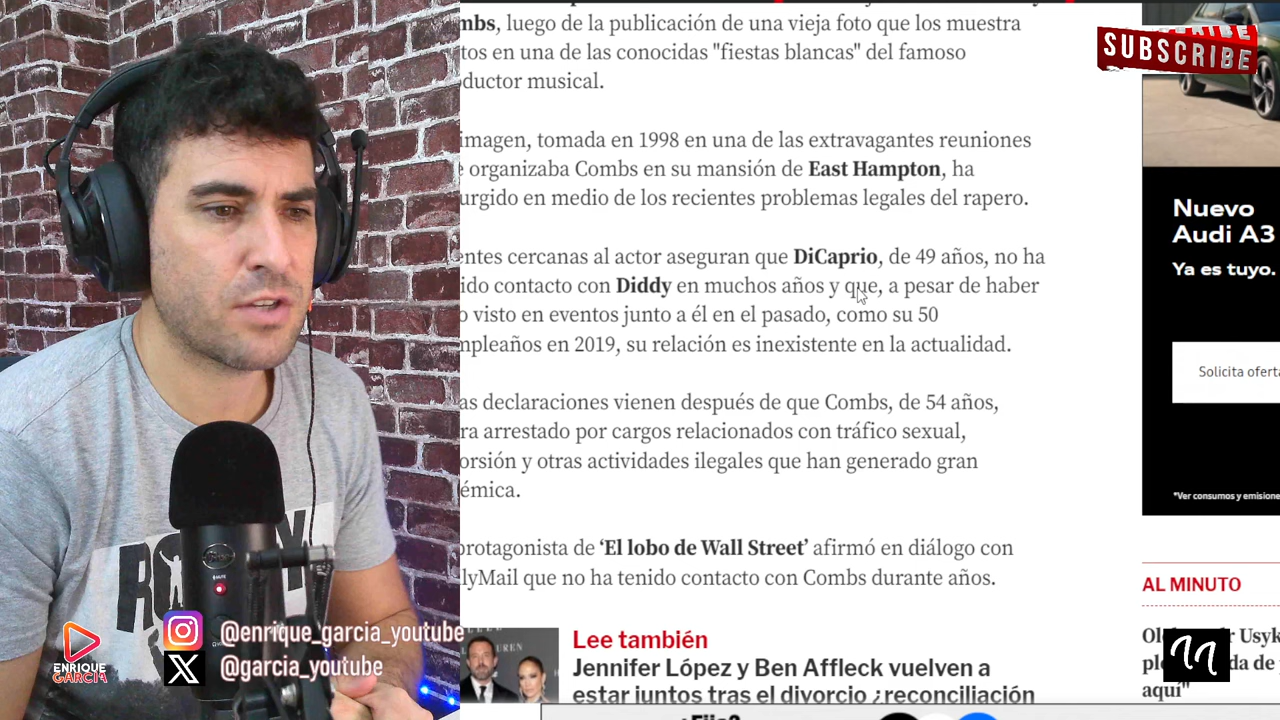 mbs, luego de la publicación de una vieja foto que los muestra
tos en una de las conocidas "fiestas blancas" del famoso
ductor musical.
imagen, tomada en 1998 en una de las extravagantes reuniones
e organizaba Combs en su mansión de East Hampton, ha
urgido en medio de los recientes problemas legales del rapero.
entes cercanas al actor aseguran que DiCaprio, de 49 años, no ha
ido contacto con Diddy en muchos años y que, a pesar de haber
o visto en eventos junto a él en el pasado, como su 50
mpleaños en 2019, su relación es inexistente en la actualidad.
as declaraciones vienen después de que Combs, de 54 años,
ra arrestado por cargos relacionados con tráfico sexual,
orsión y otras actividades ilegales que han generado gran
émica.
protagonista de ‘El lobo de Wall Street’ afirmó en diálogo con
lyMail que no ha tenido contacto con Combs durante años.
Lee también
Jennifer López y Ben Affleck vuelven a
estar juntos tras el divorcio ¿reconciliación
SUBSCRIBE
Nuevo
Audi A3
Ya es tuyo.
Solicita oferta
*Ver consumos y emisione
AL MINUTO
Usyk
da de
aquí"
ENRIQUE
GARCIA
@enrique_garcia_youtube
@garcia_youtube